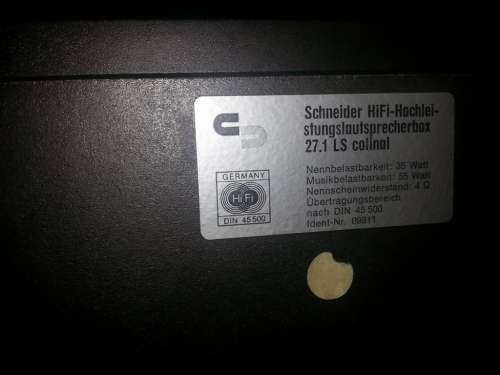 Schneider HiFi-Hochlei-
stungslautsprecherbox
27.1 LS colinal
Nennbelastbarkeit: 35 Watt
Musikbelastbarkeit: 55 Watt
Nennscheinwiderstand: 4 Ω
Übertragungsbereich
nach DIN 45 500
Ident-Nr. 09811
GERMANY
HiFi
DIN 45 500